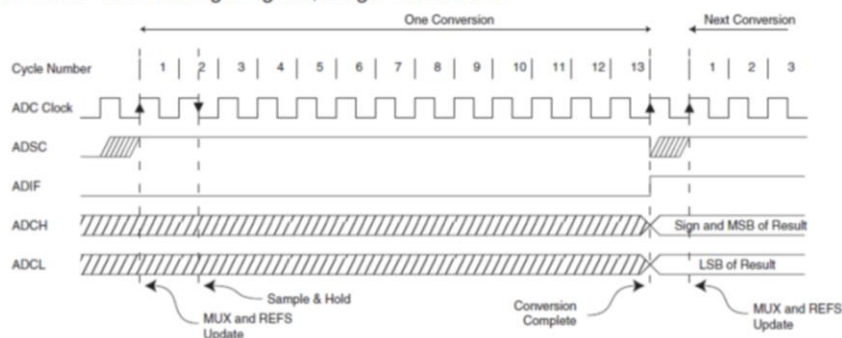 One Conversion Next Conversion
Cycle Number 1 2 3 4 5 6 7 8 9 10 11 12 13 1 2 3
ADC Clock
ADSC
ADIF
ADCH Sign and MSB of Result
ADCL LSB of Result
Sample & Hold
MUX and REFS
Update
Conversion
Complete
MUX and REFS
Update